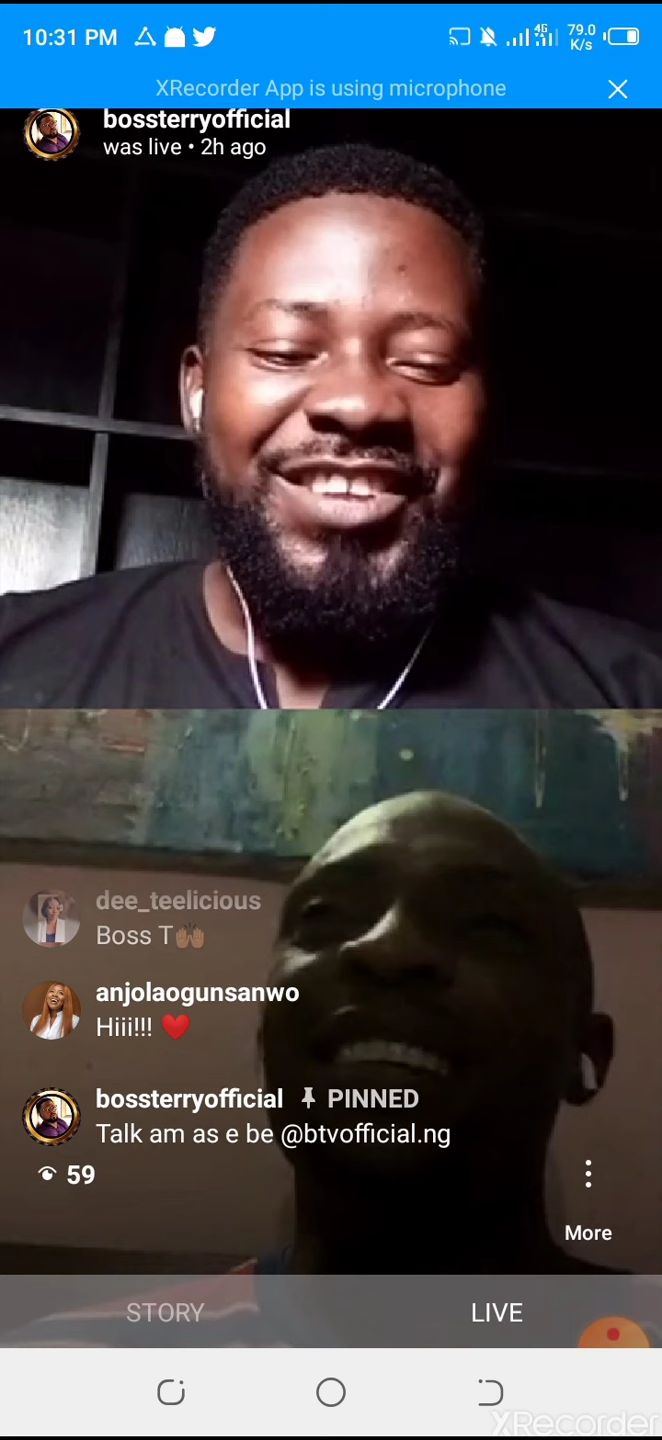 10:31 PM 4G 79.0
K/s
XRecorder App is using microphone
bossterryofficial
was live • 2h ago
dee_teelicious
Boss T🙌🏽
anjolaogunsanwo
Hiii!!! ❤️
bossterryofficial PINNED
Talk am as e be @btvofficial.ng
59
More
STORY LIVE
XRecorder